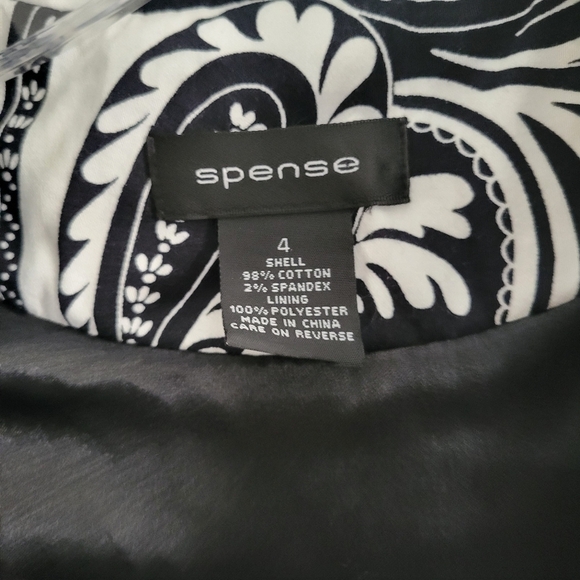 spense
4
SHELL
98% COTTON
2% SPANDEX
LINING
100% POLYESTER
MADE IN CHINA
CARE ON REVERSE